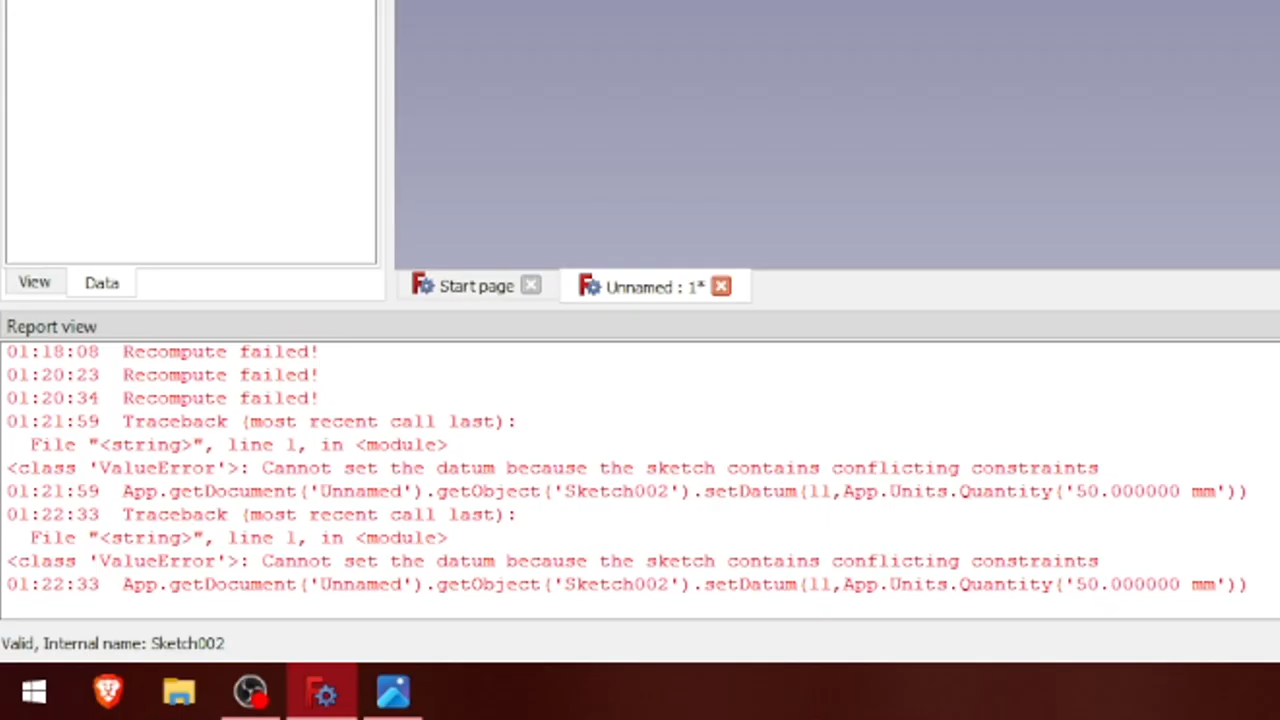 View Data
Start page Unnamed : 1*
Report view
01:18:08 Recompute failed!
01:20:23 Recompute failed!
01:20:34 Recompute failed!
01:21:59 Traceback (most recent call last):
File "<string>", line 1, in <module>
<class 'ValueError'>: Cannot set the datum because the sketch contains conflicting constraints
01:21:59 App.getDocument('Unnamed').getObject('Sketch002').setDatum(11,App.Units.Quantity('50.000000 mm'))
01:22:33 Traceback (most recent call last):
File "<string>", line 1, in <module>
<class 'ValueError'>: Cannot set the datum because the sketch contains conflicting constraints
01:22:33 App.getDocument('Unnamed').getObject('Sketch002').setDatum(11,App.Units.Quantity('50.000000 mm'))
Valid, Internal name: Sketch002